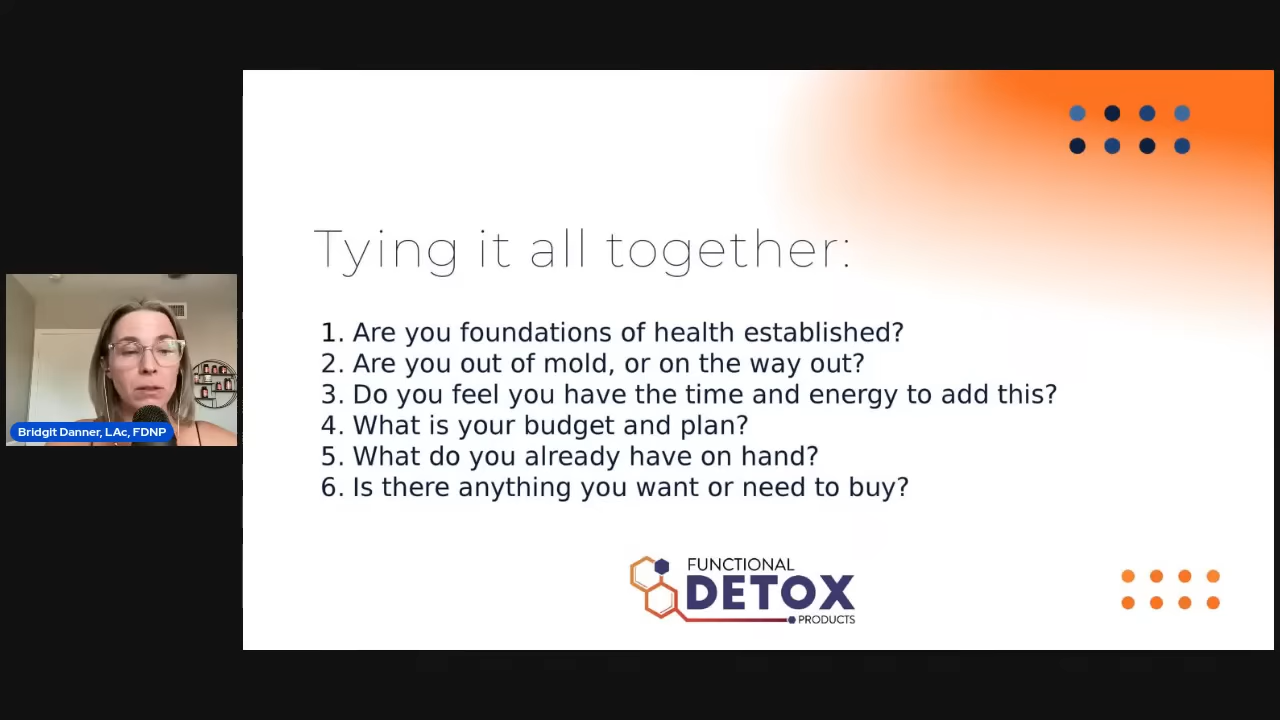 Tying it all together:
1. Are you foundations of health established?
2. Are you out of mold, or on the way out?
3. Do you feel you have the time and energy to add this?
4. What is your budget and plan?
5. What do you already have on hand?
6. Is there anything you want or need to buy?
Bridgit Danner, LAc, FDNP
FUNCTIONAL
DETOX
PRODUCTS